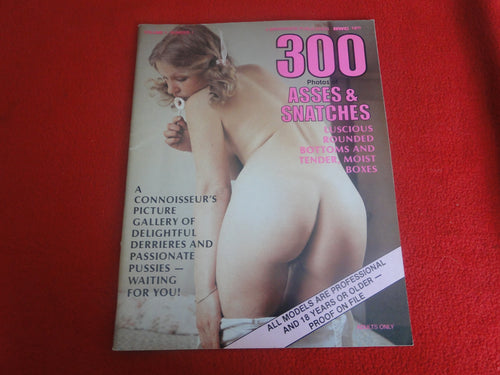 300
Photos of
ASSES &
SNATCHES
LUSCIOUS
ROUNDED
BOTTOMS AND
TENDER, MOIST
BOXES
A
CONNOISSEUR'S
PICTURE
GALLERY OF
DELIGHTFUL
DERRIERES AND
PASSIONATE
PUSSIES —
WAITING
FOR YOU!
ALL MODELS ARE PROFESSIONAL
AND 18 YEARS OR OLDER —
PROOF ON FILE
ADULTS ONLY